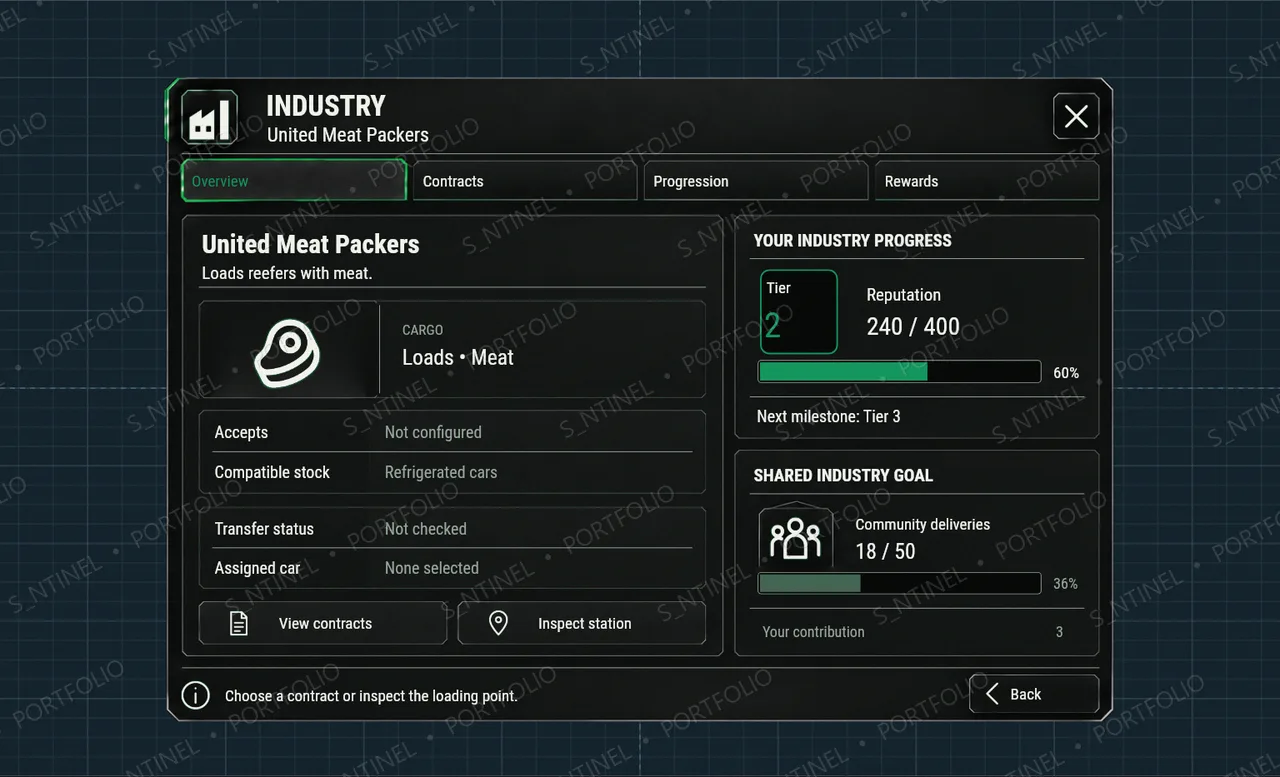 INDUSTRY
United Meat Packers
Overview
Contracts
Progression
Rewards
United Meat Packers
Loads reefers with meat.
CARGO
Loads • Meat
Accepts Not configured
Compatible stock Refrigerated cars
Transfer status Not checked
Assigned car None selected
View contracts
Inspect station
YOUR INDUSTRY PROGRESS
Tier
2
Reputation
240 / 400
60%
Next milestone: Tier 3
SHARED INDUSTRY GOAL
Community deliveries
18 / 50
36%
Your contribution 3
Choose a contract or inspect the loading point.
Back
S_NTINEL • PORTFOLIO